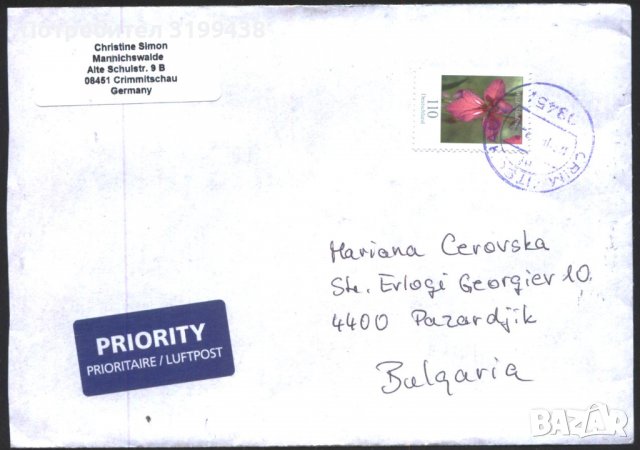 Потребител 3199438
Christine Simon
Mannichswalde
Alte Schulstr. 9 B
08451 Crimmitschau
Germany
110
Deutschland
Mariana Cerovska
Ste. Evlogi Georgiev 10
4400 Pazardjik
Bulgaria
PRIORITY
PRIORITAIRE / LUFTPOST
BAZAR